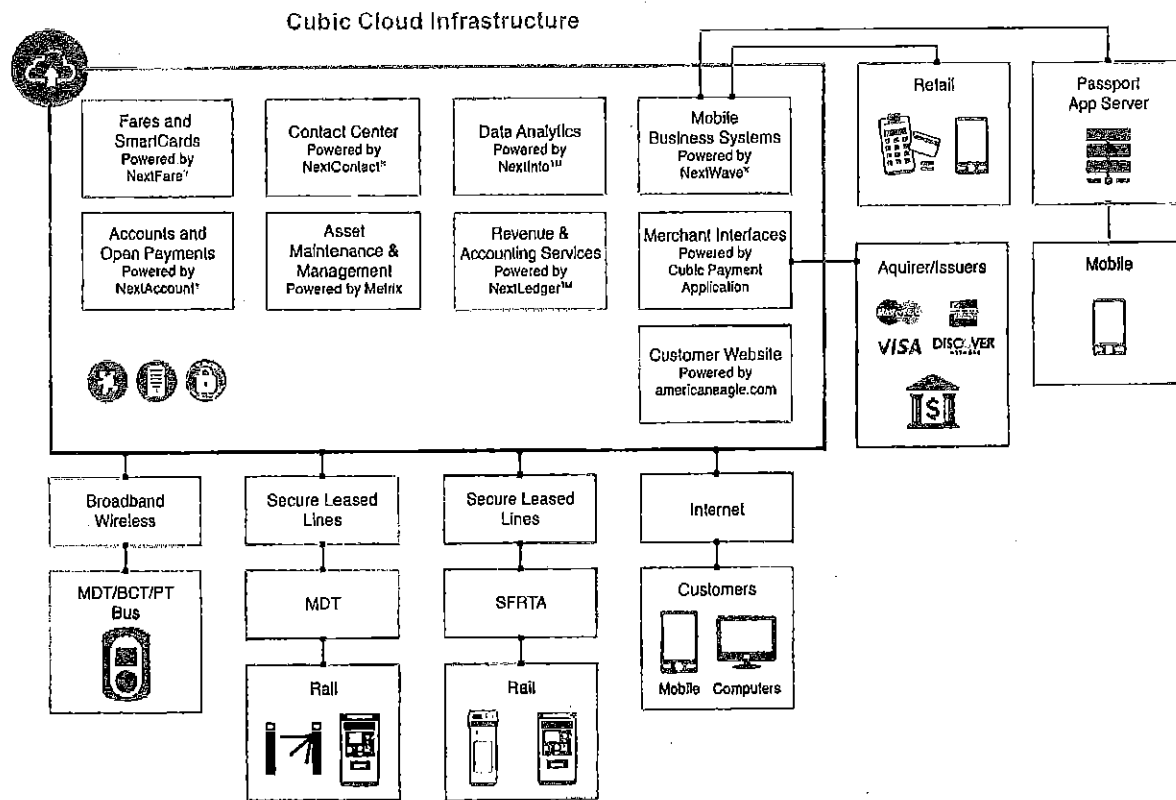 Cubic Cloud Infrastructure
Fares and
SmartCards
Powered by
NextFare®
Contact Center
Powered by
NextContact®
Data Analytics
Powered by
NextInfo™
Mobile
Business Systems
Powered by
NextWave®
Retail
Passport
App Server
Accounts and
Open Payments
Powered by
NextAccount®
Asset
Maintenance &
Management
Powered by Metrix
Revenue &
Accounting Services
Powered by
NextLedger™
Merchant Interfaces
Powered by
Cubic Payment
Application
Aquirer/Issuers
VISA
DISCOVER
$
Mobile
Customer Website
Powered by
americaneagle.com
Broadband
Wireless
Secure Leased
Lines
Secure Leased
Lines
Internet
MDT/BCT/PT
Bus
MDT
SFRTA
Customers
Mobile
Computers
Rail
Rail